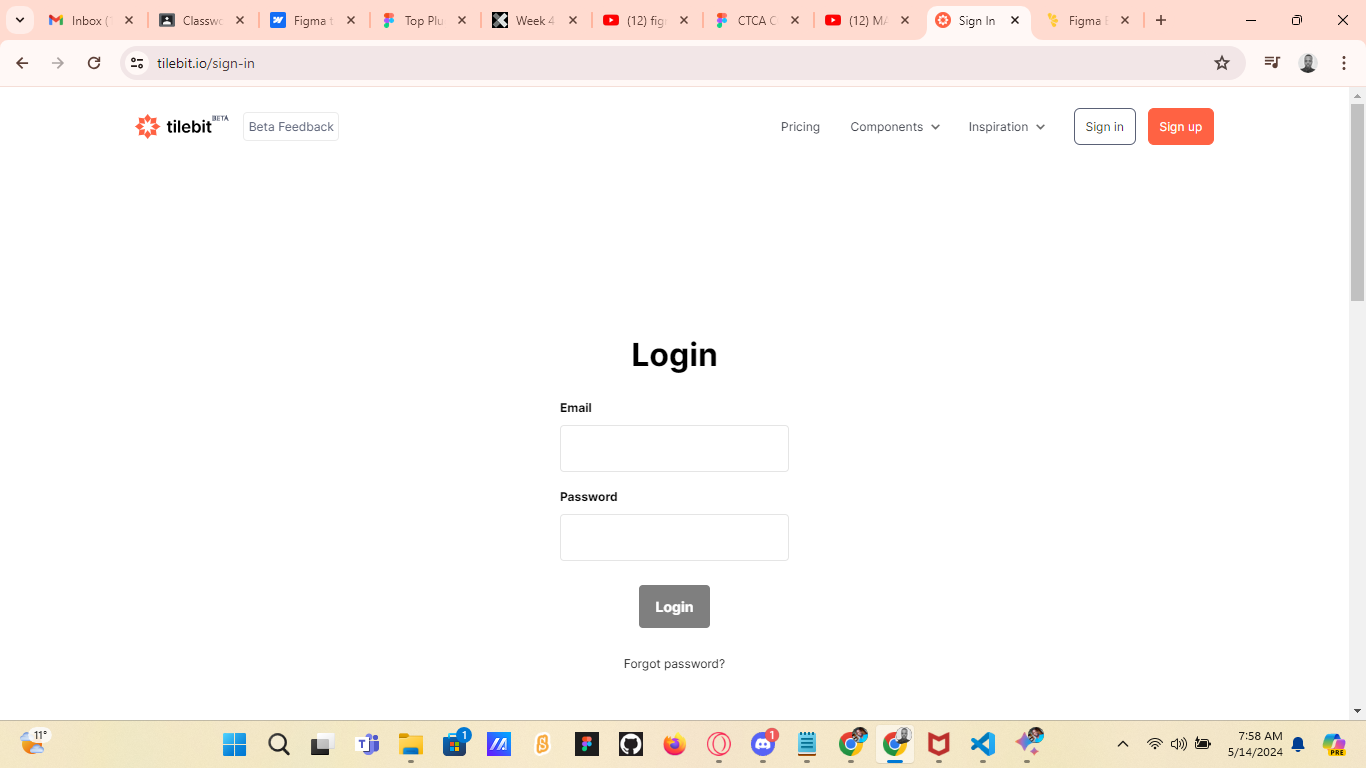 Inbox (
Classwo
Figma t
Top Plu
Week 4
(12) fig
CTCA C
(12) MA
Sign In
Figma E
tilebit.io/sign-in
tilebit BETA
Beta Feedback
Pricing
Components
Inspiration
Sign in
Sign up
Login
Email
Password
Login
Forgot password?
11°
1
1
7:58 AM
5/14/2024
PRE